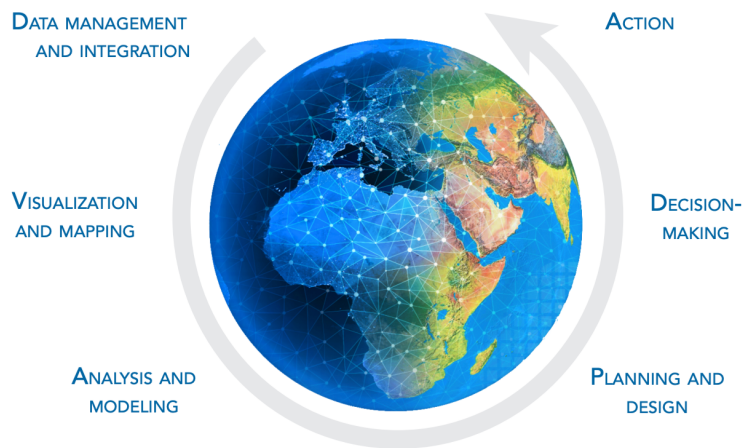 Data management
and integration
Visualization
and mapping
Analysis and
modeling
Planning and
design
Decision-
making
Action